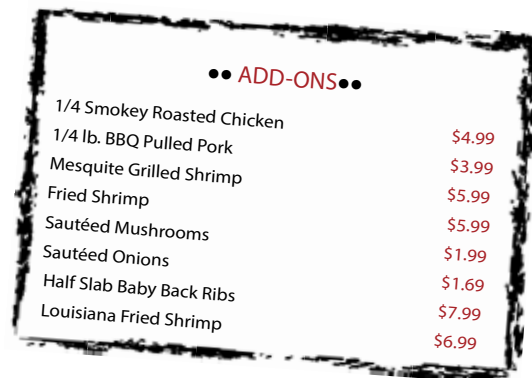 •• ADD-ONS••
1/4 Smokey Roasted Chicken $4.99
1/4 lb. BBQ Pulled Pork $3.99
Mesquite Grilled Shrimp $5.99
Fried Shrimp $5.99
Sautéed Mushrooms $1.99
Sautéed Onions $1.69
Half Slab Baby Back Ribs $7.99
Louisiana Fried Shrimp $6.99